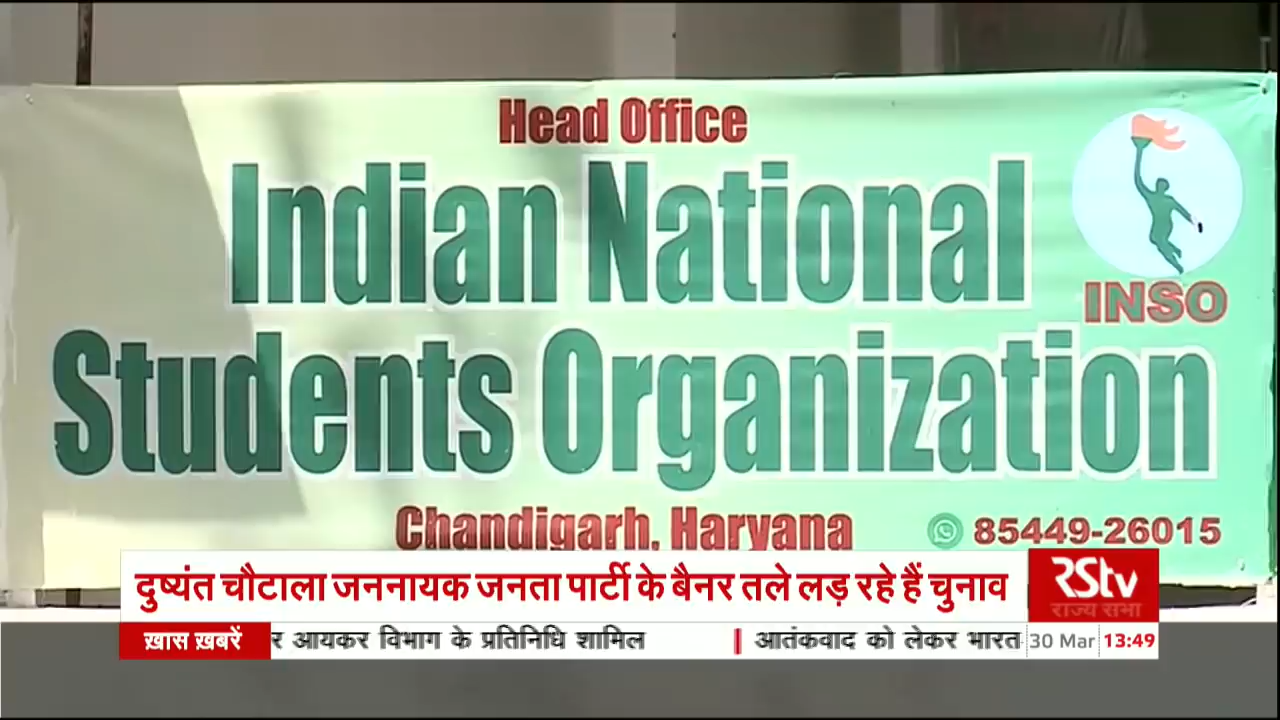 Head Office
Indian National
INSO
Students Organization
Chandigarh, Haryana
85449-26015
दुष्यंत चौटाला जननायक जनता पार्टी के बैनर तले लड़ रहे हैं चुनाव
RStv
राज्य सभा
ख़ास ख़बरें
र आयकर विभाग के प्रतिनिधि शामिल
आतंकवाद को लेकर भारत
30 Mar
13:49